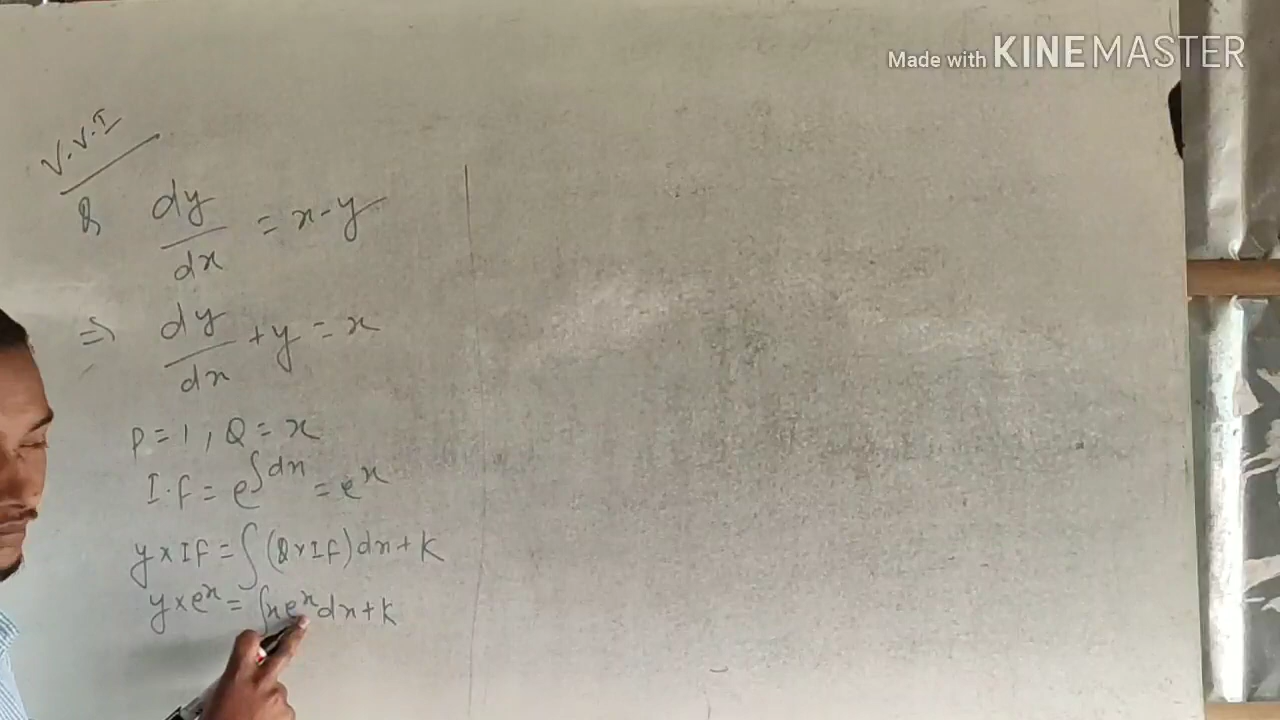 Made with KINEMASTER
V.V.I
Q dy/dx = x-y
⇒ dy/dx + y = x
P = 1, Q = x
I.F = e^∫dx = e^x
y×IF = ∫(Q×IF)dx+k
y×e^x = ∫xe^x dx+k